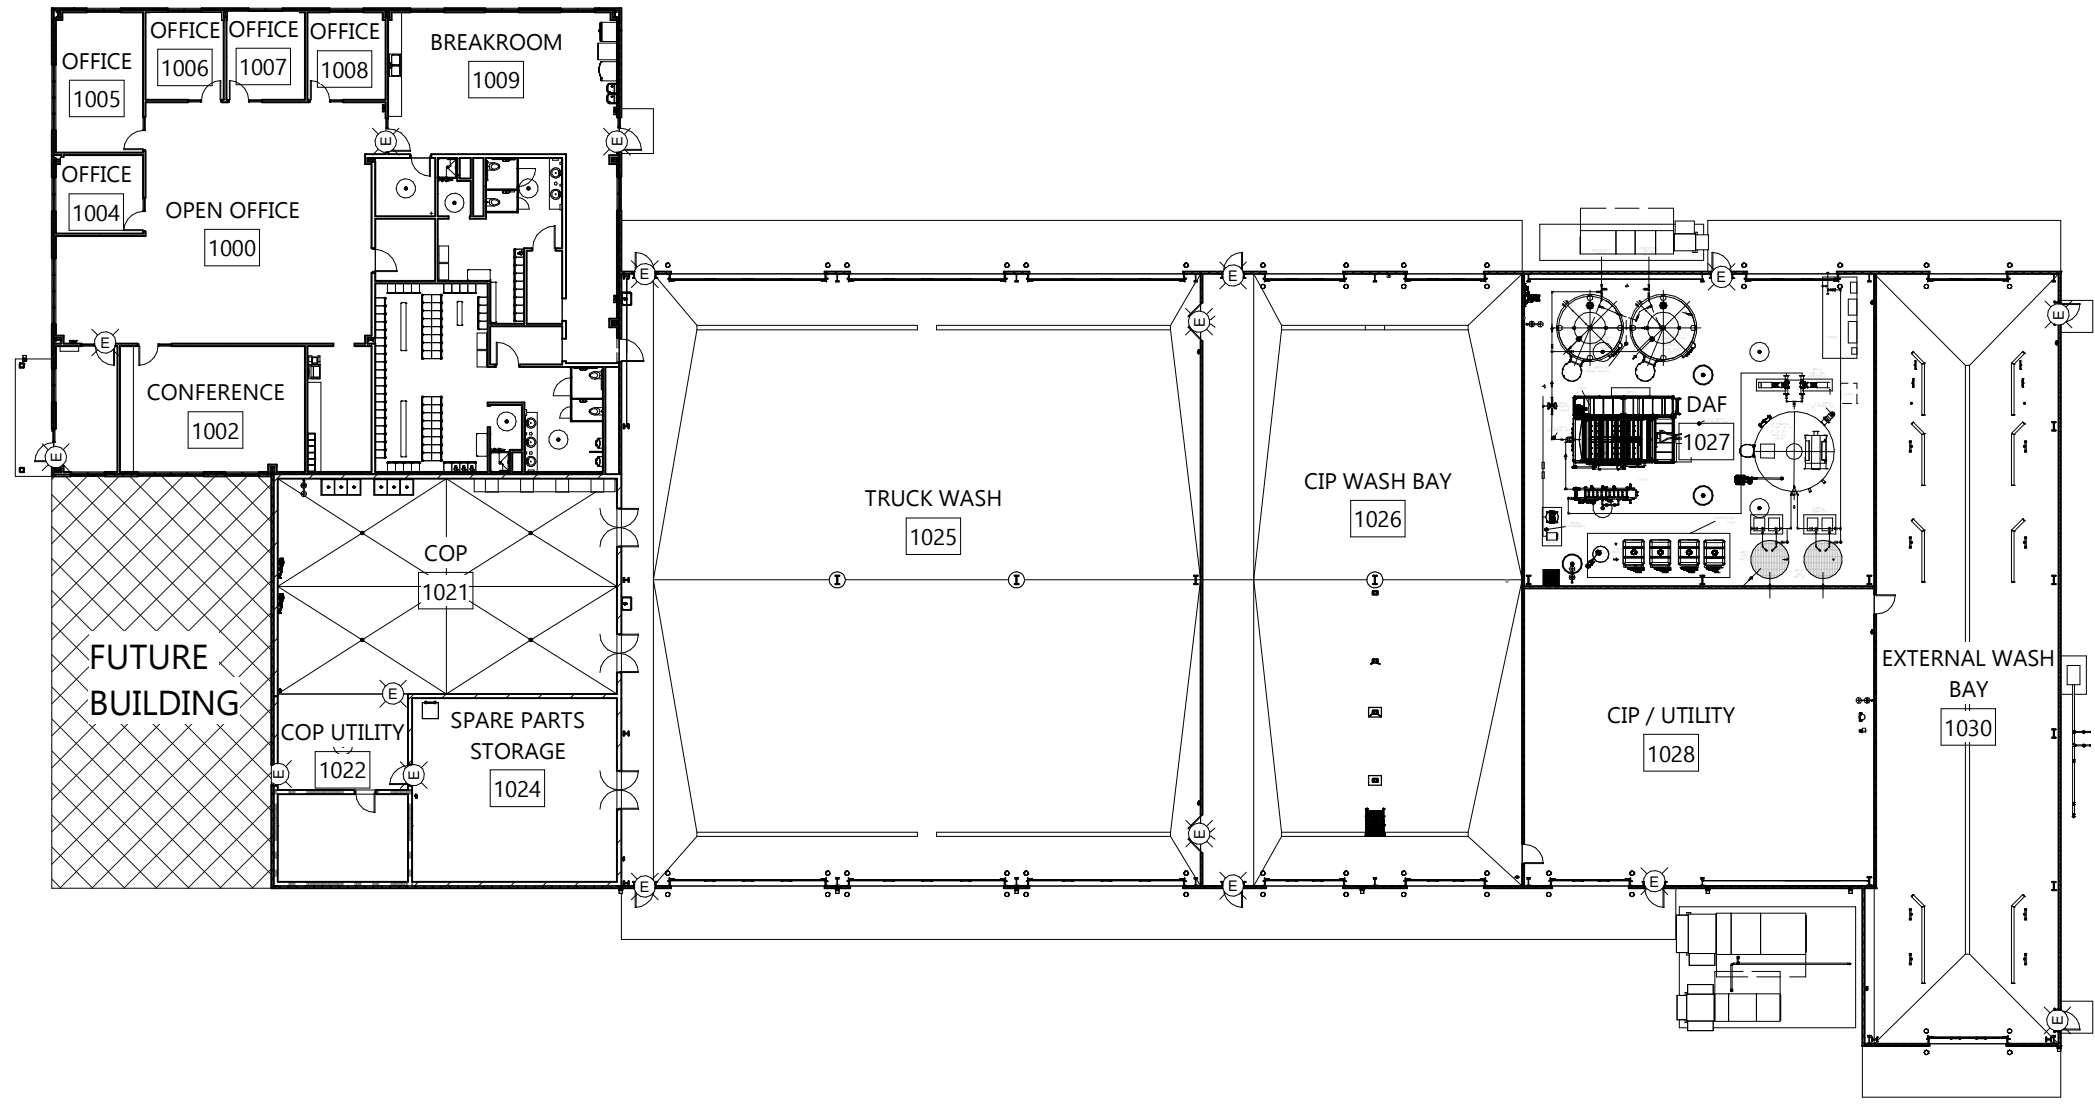 OFFICE
1005
OFFICE
1006
OFFICE
1007
OFFICE
1008
BREAKROOM
1009
E
E
OFFICE
1004
OPEN OFFICE
1000
E
CONFERENCE
1002
E
E
E
E
E
E
DAF
1027
TRUCK WASH
1025
CIP WASH BAY
1026
COP
1021
FUTURE
BUILDING
E
COP UTILITY
1022
E
E
SPARE PARTS
STORAGE
1024
CIP / UTILITY
1028
EXTERNAL WASH
BAY
1030
E
E
E
E
E